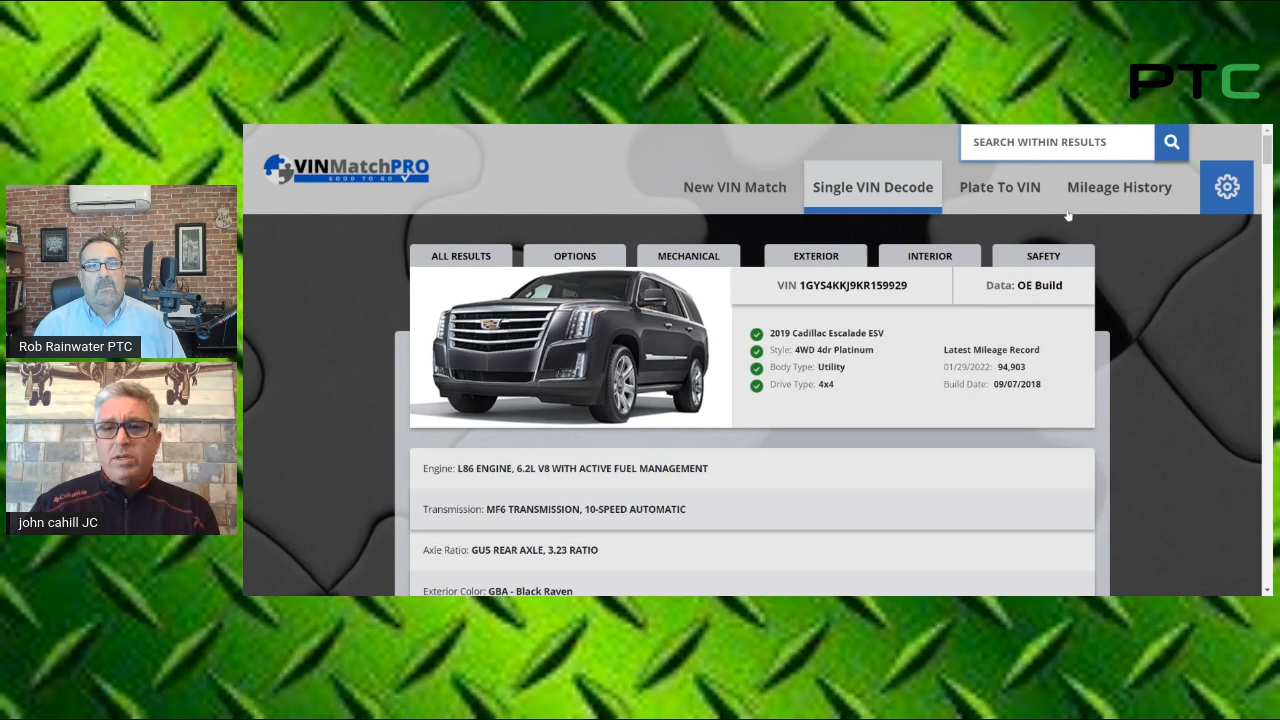 PTC
SEARCH WITHIN RESULTS
VINMatchPRO
GOOD TO GO
New VIN Match
Single VIN Decode
Plate To VIN
Mileage History
ALL RESULTS
OPTIONS
MECHANICAL
EXTERIOR
INTERIOR
SAFETY
VIN 1GYS4KKJ9KR159929
Data: OE Build
2019 Cadillac Escalade ESV
Style: 4WD 4dr Platinum
Body Type: Utility
Drive Type: 4x4
Latest Mileage Record
01/29/2022: 94,903
Build Date: 09/07/2018
Engine: L86 ENGINE, 6.2L V8 WITH ACTIVE FUEL MANAGEMENT
Transmission: MF6 TRANSMISSION, 10-SPEED AUTOMATIC
Axle Ratio: GU5 REAR AXLE, 3.23 RATIO
Exterior Color: GBA - Black Raven
Rob Rainwater PTC
Columbia
john cahill JC